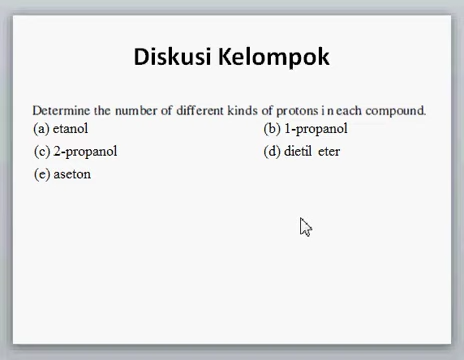 Diskusi Kelompok
Determine the number of different kinds of protons in each compound.
(a) etanol (b) 1-propanol
(c) 2-propanol (d) dietil eter
(e) aseton